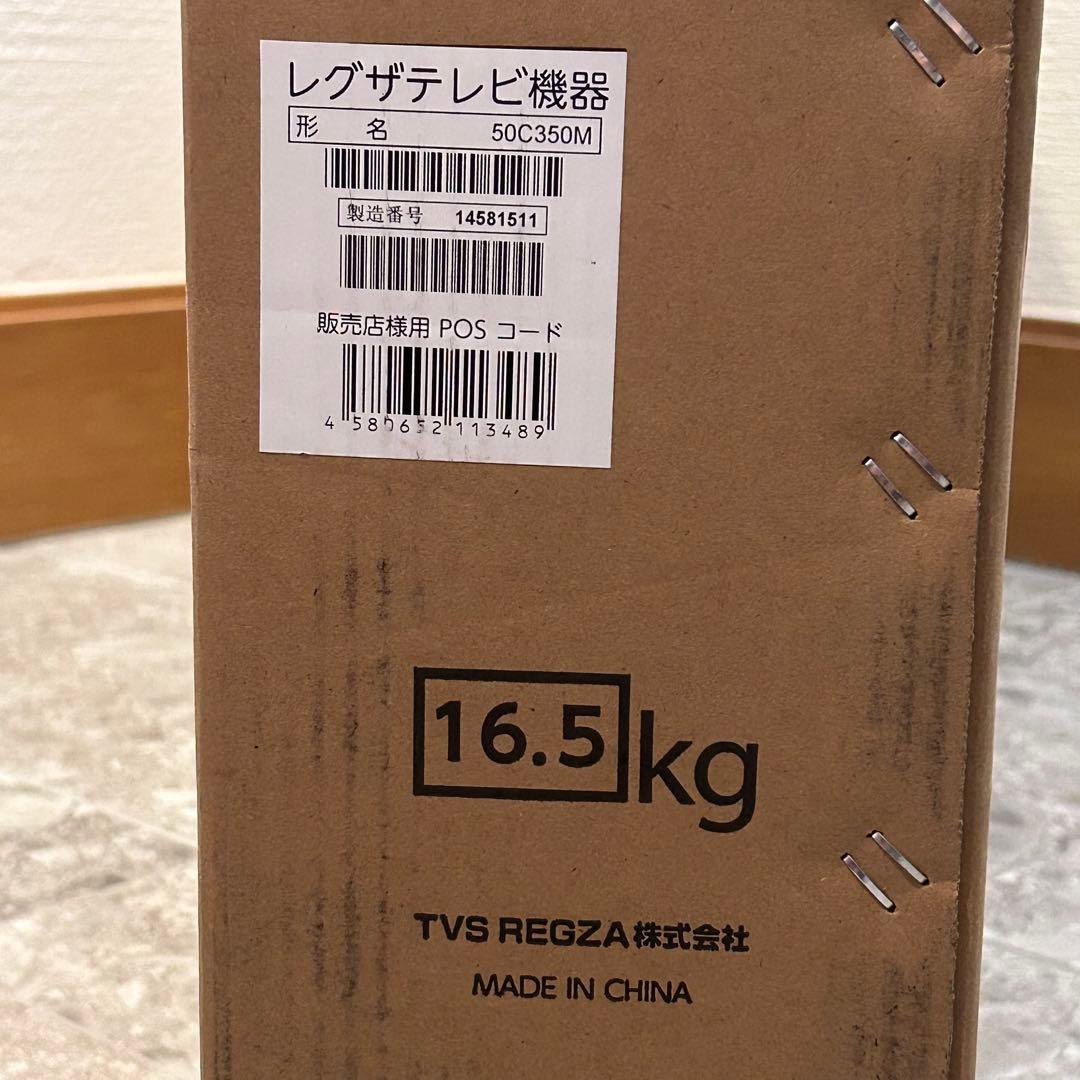 レグザテレビ機器
形 名 50C350M
製造番号 14581511
販売店様用 POS コード
4 580652 113489
16.5kg
TVS REGZA株式会社
MADE IN CHINA